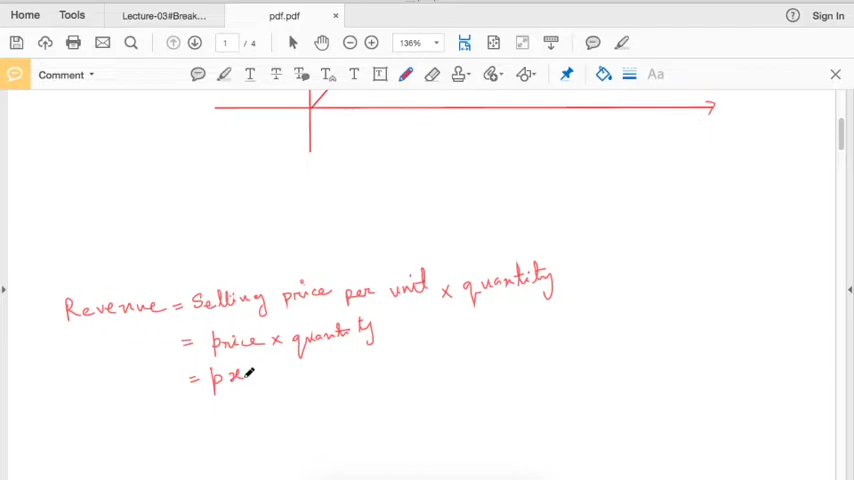 Home Tools Lecture-03#Break... pdf.pdf × Sign In
1 / 4 136%
Comment Aa
Revenue = Selling price per unit × quantity
= price × quantity
= px